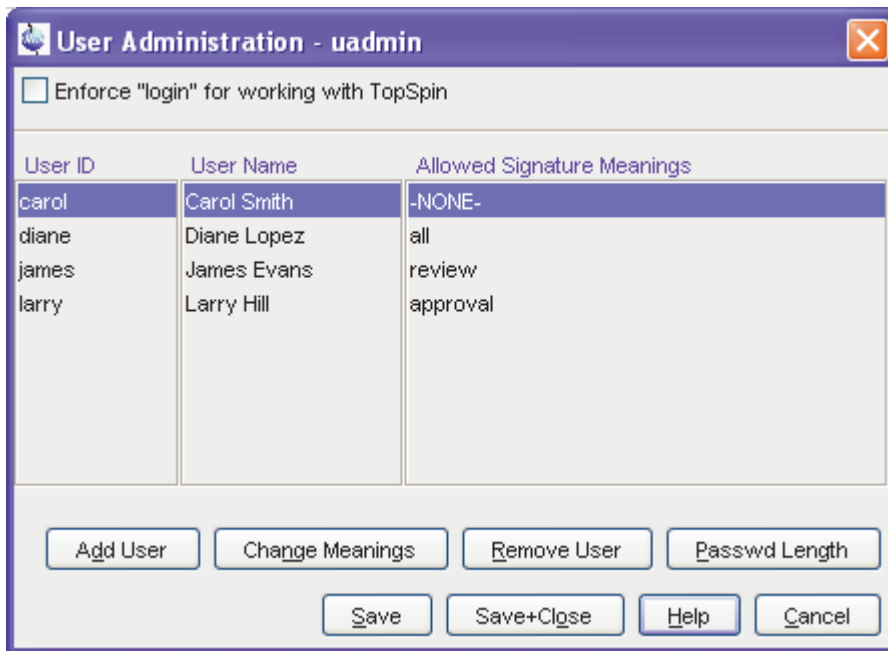 User Administration - uadmin
Enforce "login" for working with TopSpin
User ID User Name Allowed Signature Meanings
carol Carol Smith -NONE-
diane Diane Lopez all
james James Evans review
larry Larry Hill approval
Add User Change Meanings Remove User Passwd Length
Save Save+Close Help Cancel